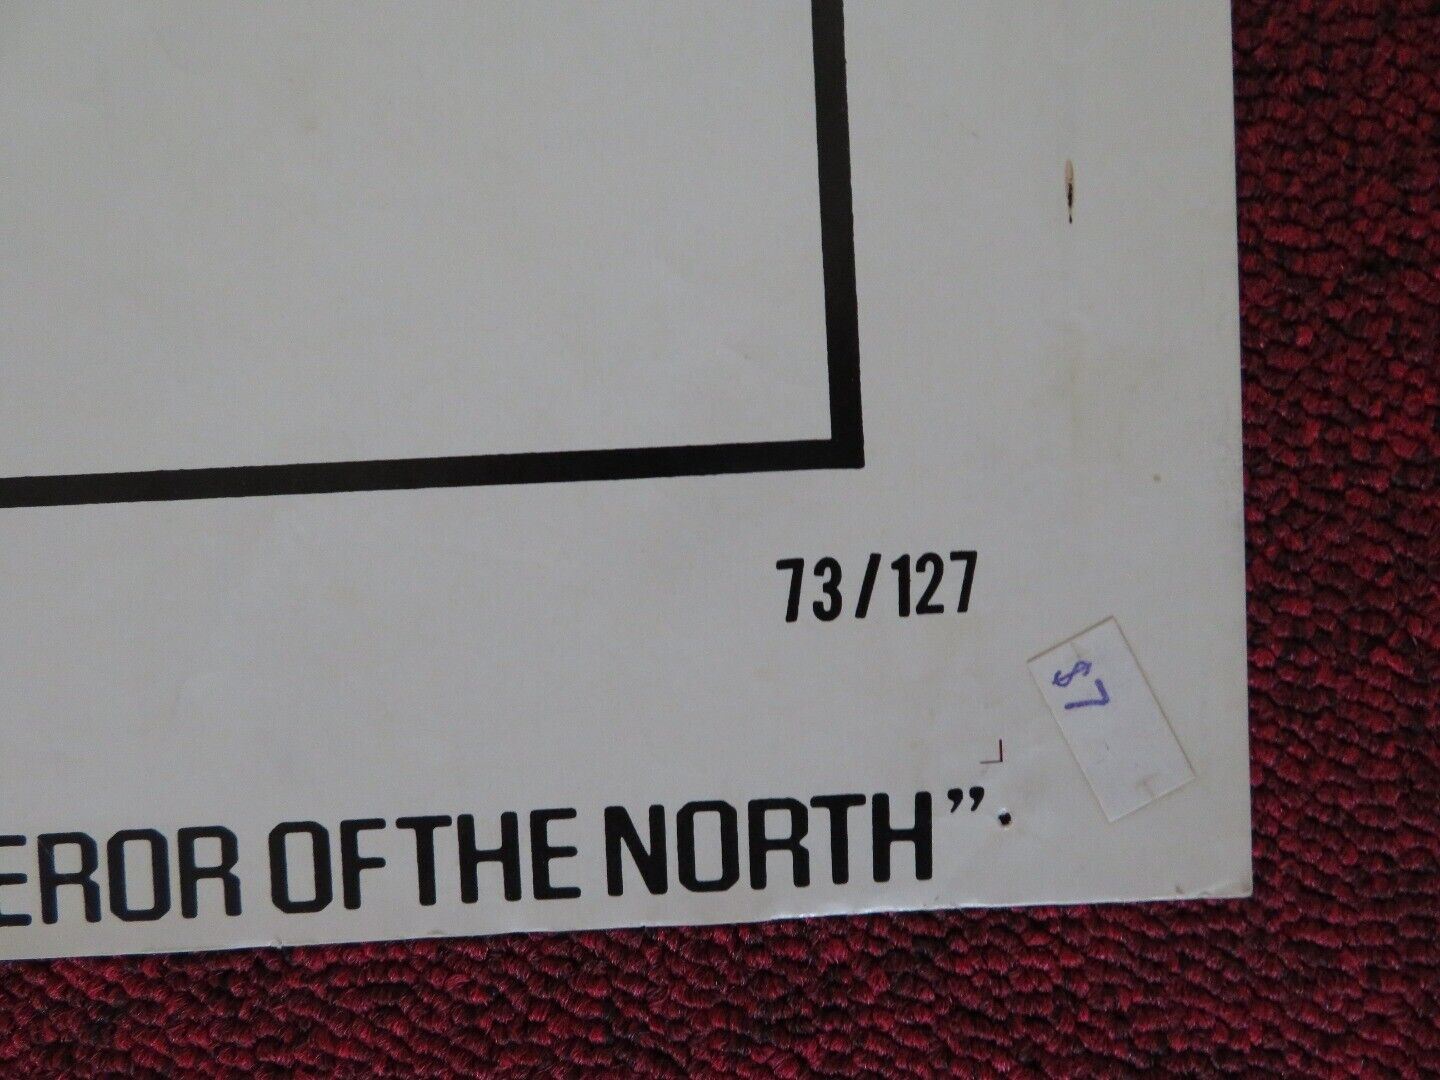 73/127
$7
EROR OF THE NORTH”